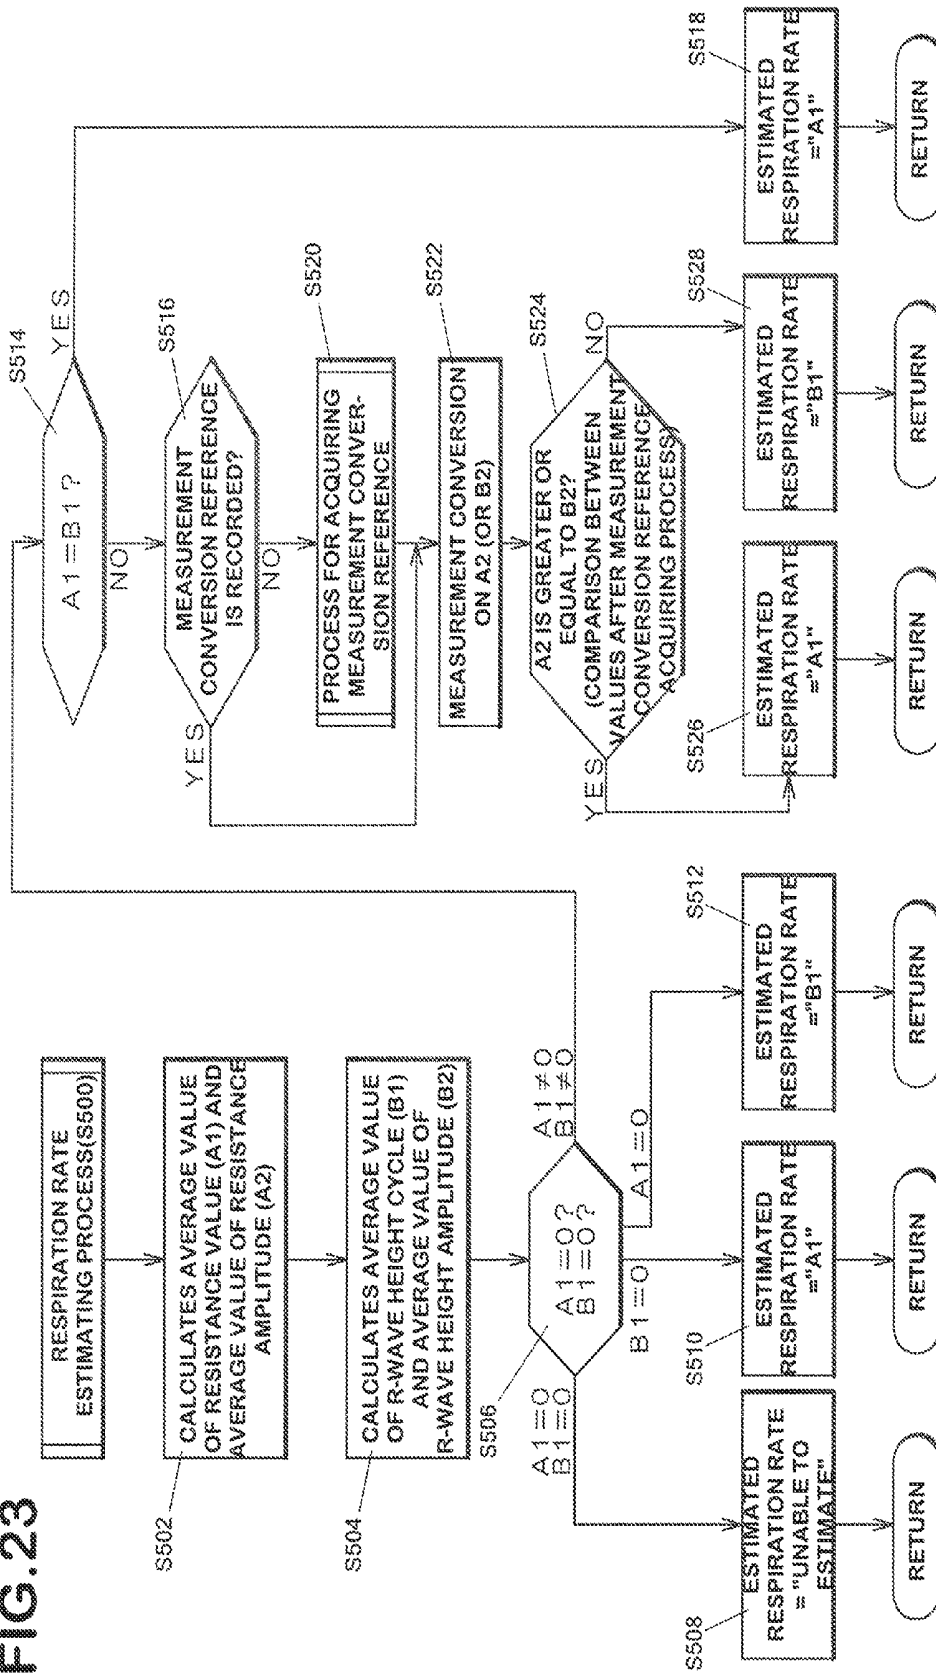 FIG.23
RESPIRATION RATE
ESTIMATING PROCESS(S500)
S502
CALCULATES AVERAGE VALUE
OF RESISTANCE VALUE (A1) AND
AVERAGE VALUE OF RESISTANCE
AMPLITUDE (A2)
S504
CALCULATES AVERAGE VALUE
OF R-WAVE HEIGHT CYCLE (B1)
AND AVERAGE VALUE OF
R-WAVE HEIGHT AMPLITUDE (B2)
S506
A1=0?
B1=0?
A1=0
B1=0
B1=0
A1=0
A1≠0
B1≠0
S508
ESTIMATED
RESPIRATION RATE
= "UNABLE TO
ESTIMATE"
RETURN
S510
ESTIMATED
RESPIRATION RATE
="A1"
RETURN
S512
ESTIMATED
RESPIRATION RATE
="B1"
RETURN
S514
A1=B1?
YES
NO
S516
MEASUREMENT
CONVERSION REFERENCE
IS RECORDED?
YES
NO
S520
PROCESS FOR ACQUIRING
MEASUREMENT CONVER-
SION REFERENCE
S522
MEASUREMENT CONVERSION
ON A2 (OR B2)
S524
A2 IS GREATER OR
EQUAL TO B2?
(COMPARISON BETWEEN
VALUES AFTER MEASUREMENT
CONVERSION REFERENCE
ACQUIRING PROCESS)
YES
NO
S526
ESTIMATED
RESPIRATION RATE
="A1"
RETURN
S528
ESTIMATED
RESPIRATION RATE
="B1"
RETURN
S518
ESTIMATED
RESPIRATION RATE
="A1"
RETURN